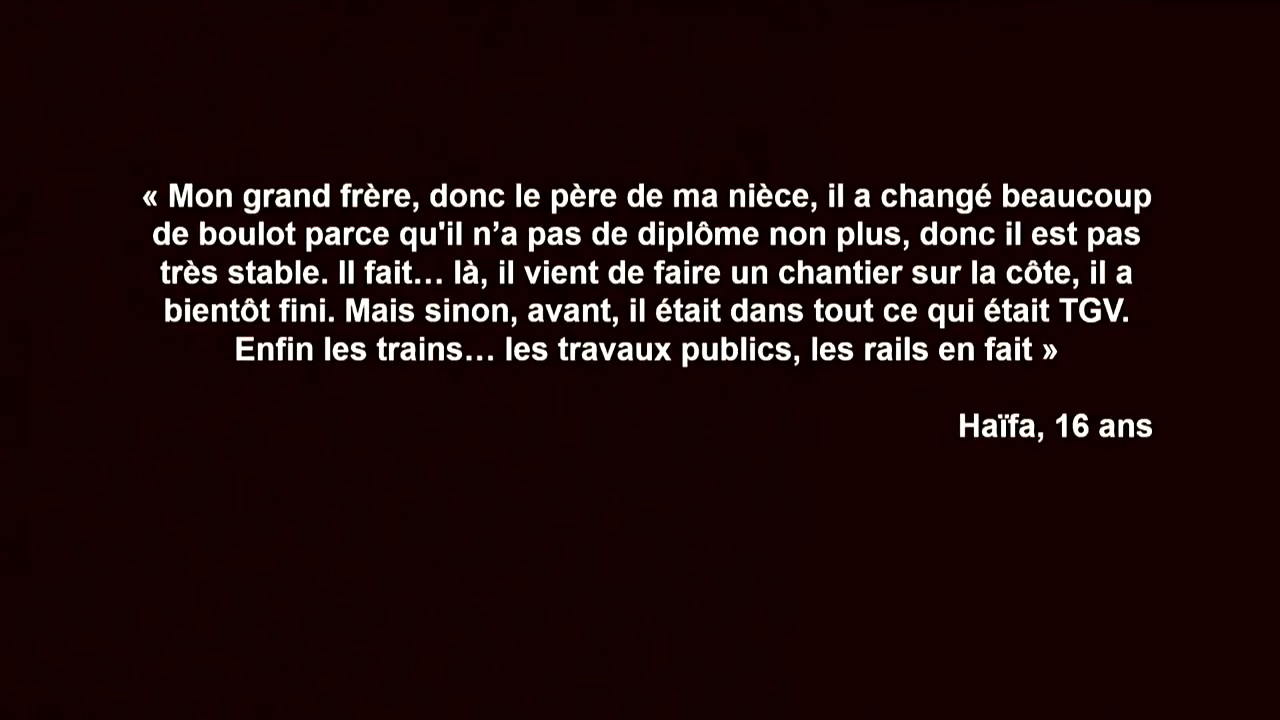 « Mon grand frère, donc le père de ma nièce, il a changé beaucoup
de boulot parce qu'il n’a pas de diplôme non plus, donc il est pas
très stable. Il fait… là, il vient de faire un chantier sur la côte, il a
bientôt fini. Mais sinon, avant, il était dans tout ce qui était TGV.
Enfin les trains… les travaux publics, les rails en fait »
Haïfa, 16 ans